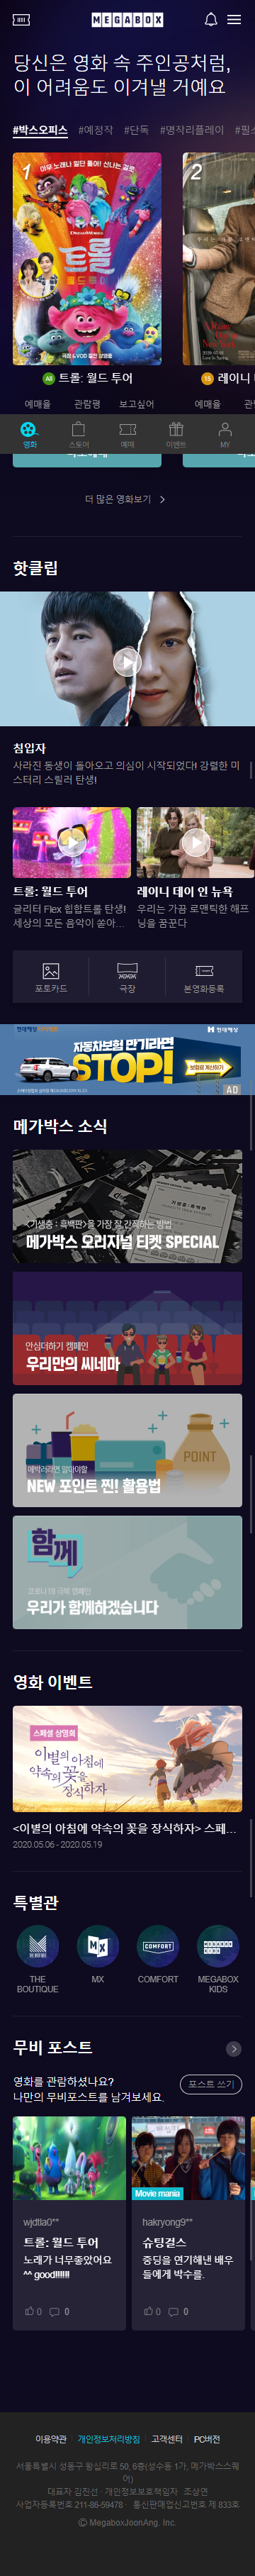 MEGABOX
당신은 영화 속 주인공처럼,
이 어려움도 이겨낼 거예요
#박스오피스 #예정작 #단독 #명작리플레이
1
아무 노래나 일단 틀어! 신나는 걸로!
DREAMWORKS
트롤
월드 투어
극장 & VOD 절찬 상영중
2
All 트롤: 월드 투어
15 레이니
예매율 관람평 보고싶어
예매율
영화 스토어 예매 이벤트 MY
더 많은 영화보기
핫클립
침입자
사라진 동생이 돌아오고 의심이 시작되었다! 강렬한 미
스터리 스릴러 탄생!
트롤: 월드 투어
글리터 Flex 힙합트롤 탄생!
세상의 모든 음악이 쏟아...
레이니 데이 인 뉴욕
우리는 가끔 로맨틱한 해프
닝을 꿈꾼다
포토카드 극장 본영화등록
현대해상
자동차보험 만기라면
STOP!
현대해상
보험료 계산하기
AD
메가박스 소식
<기생충 : 흑백판>을 가장 잘 간직하는 방법
메가박스 오리지널 티켓 SPECIAL
안심더하기 캠페인
우리만의 씨네마
POINT
메박러라면 알아야할
NEW 포인트 찐! 활용법
함께
코로나19 극복 캠페인
우리가 함께하겠습니다
영화 이벤트
스페셜 상영회
이별의 아침에
약속의 꽃을
장식하자
<이별의 아침에 약속의 꽃을 장식하자> 스페...
2020.05.06 - 2020.05.19
특별관
THE
BOUTIQUE
MX
COMFORT
MEGABOX
KIDS
무비 포스트
영화를 관람하셨나요?
나만의 무비포스트를 남겨보세요.
포스트 쓰기
Movie mania
wjdtla0**
트롤: 월드 투어
노래가 너무좋았어요
^^ good!!!!!!!
0 0
hakryong9**
슈팅걸스
중딩을 연기해낸 배우
들에게 박수를.
0 0
이용약관 개인정보처리방침 고객센터 PC버전
서울특별시 성동구 왕십리로 50, 6층(성수동 1가, 메가박스스퀘
어)
대표자 김진선 · 개인정보보호책임자 조상연
사업자등록번호 211-86-59478 · 통신판매업신고번호 제 833호
© MegaboxJoonAng. Inc.